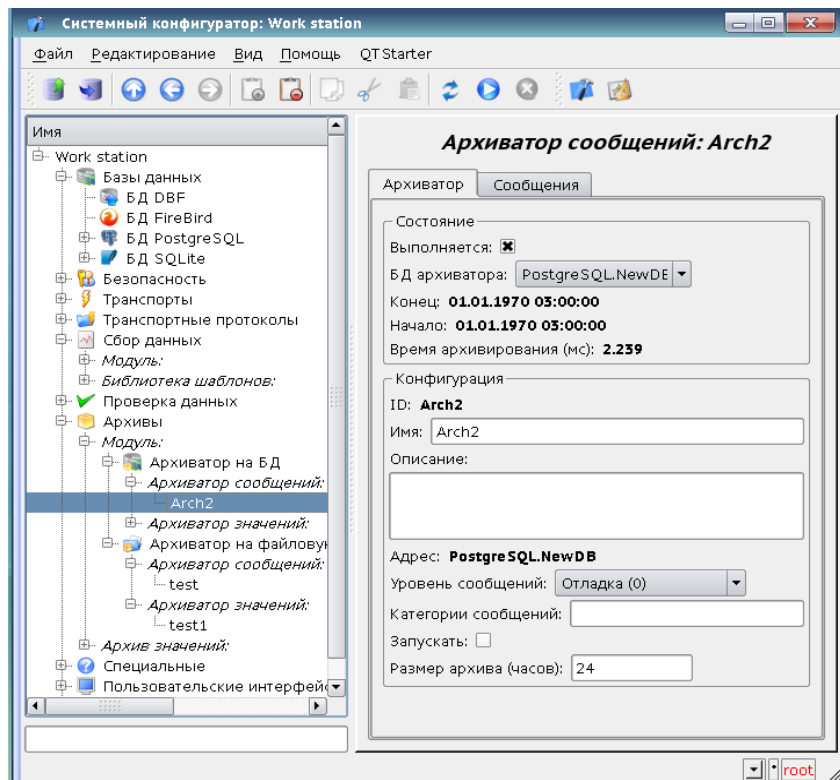 Системный конфигуратор: Work station
Файл Редактирование Вид Помощь QTStarter
Имя
Work station
Базы данных
БД DBF
БД FireBird
БД PostgreSQL
БД SQLite
Безопасность
Транспорты
Транспортные протоколы
Сбор данных
Модуль:
Библиотека шаблонов:
Проверка данных
Архивы
Модуль:
Архиватор на БД
Архиватор сообщений:
Arch2
Архиватор значений:
Архиватор на файловую
Архиватор сообщений:
test
Архиватор значений:
test1
Архив значений:
Специальные
Пользовательские интерфей
Архиватор сообщений: Arch2
Архиватор Сообщения
Состояние
Выполняется:
БД архиватора: PostgreSQL.NewDB
Конец: 01.01.1970 03:00:00
Начало: 01.01.1970 03:00:00
Время архивирования (мс): 2.239
Конфигурация
ID: Arch2
Имя: Arch2
Описание:
Адрес: PostgreSQL.NewDB
Уровень сообщений: Отладка (0)
Категории сообщений:
Запускать:
Размер архива (часов): 24
root